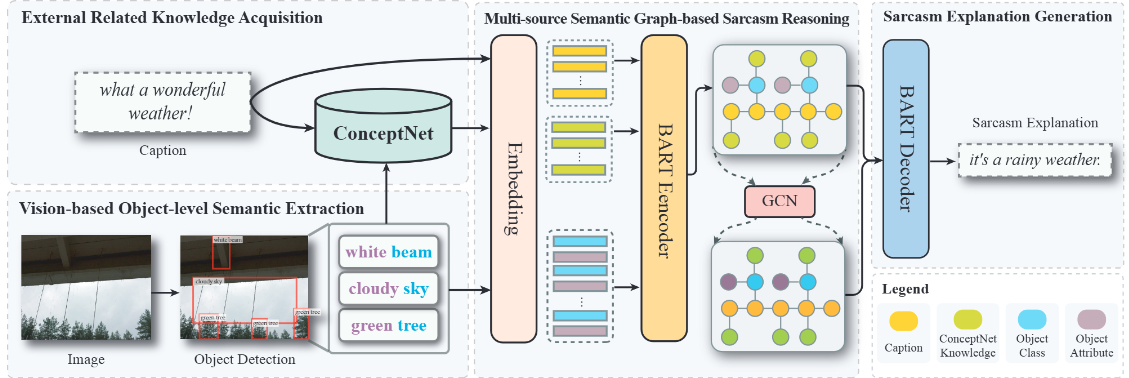 External Related Knowledge Acquisition
what a wonderful
weather!
Caption
ConceptNet
Vision-based Object-level Semantic Extraction
Image
white beam
cloudy sky
green tree
green tree
green tree
Object Detection
white beam
cloudy sky
green tree
Multi-source Semantic Graph-based Sarcasm Reasoning
Embedding
BART Eencoder
GCN
Sarcasm Explanation Generation
BART Decoder
Sarcasm Explanation
it's a rainy weather.
Legend
Caption
ConceptNet
Knowledge
Object
Class
Object
Attribute